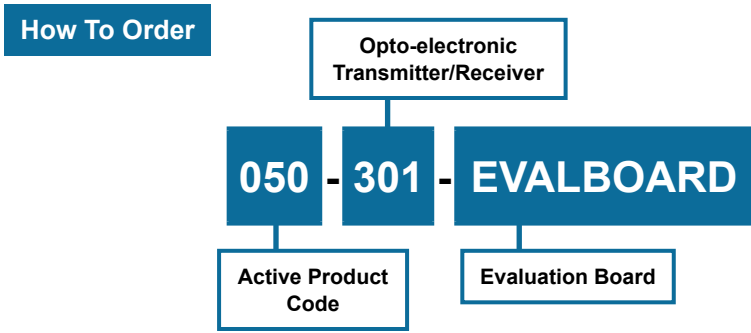 How To Order
Opto-electronic
Transmitter/Receiver
050 - 301 - EVALBOARD
Active Product
Code
Evaluation Board